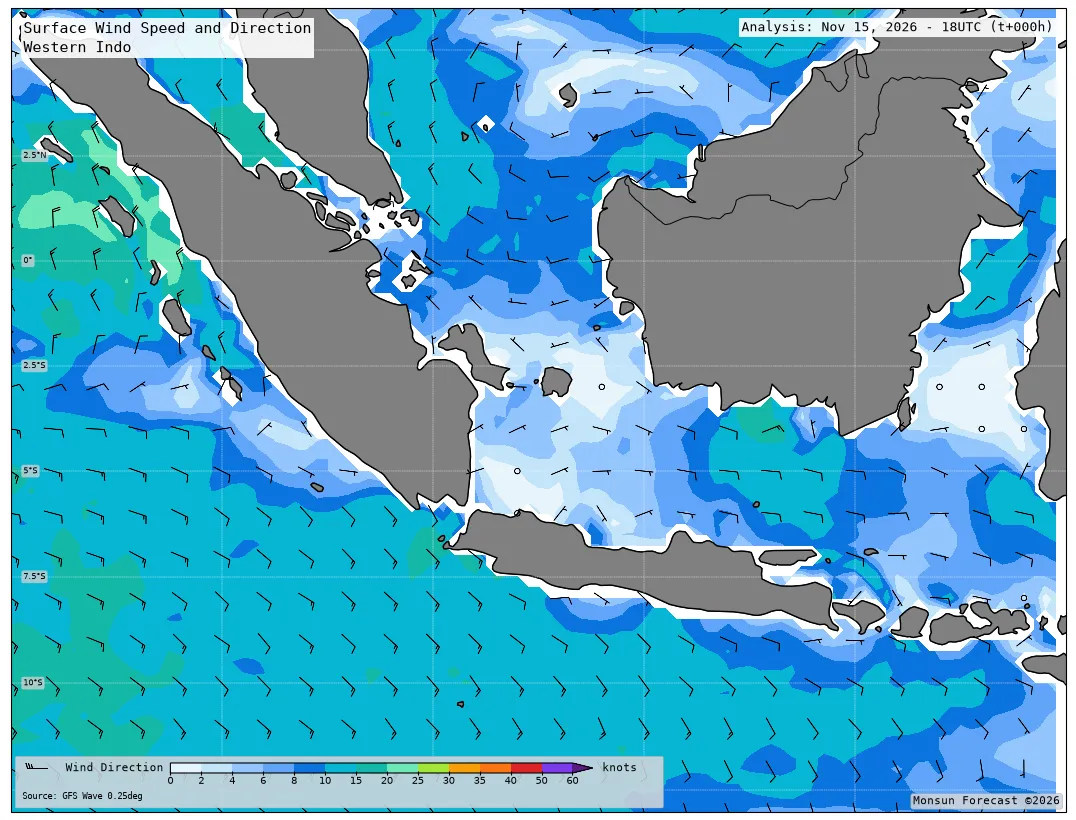 Surface Wind Speed and Direction
Western Indo
Analysis: Nov 15, 2026 - 18UTC (t+000h)
2.5°N
0°
2.5°S
5°S
7.5°S
10°S
Wind Direction
0 2 4 6 8 10 15 20 25 30 35 40 50 60
knots
Source: GFS Wave 0.25deg
Monsun Forecast ©2026